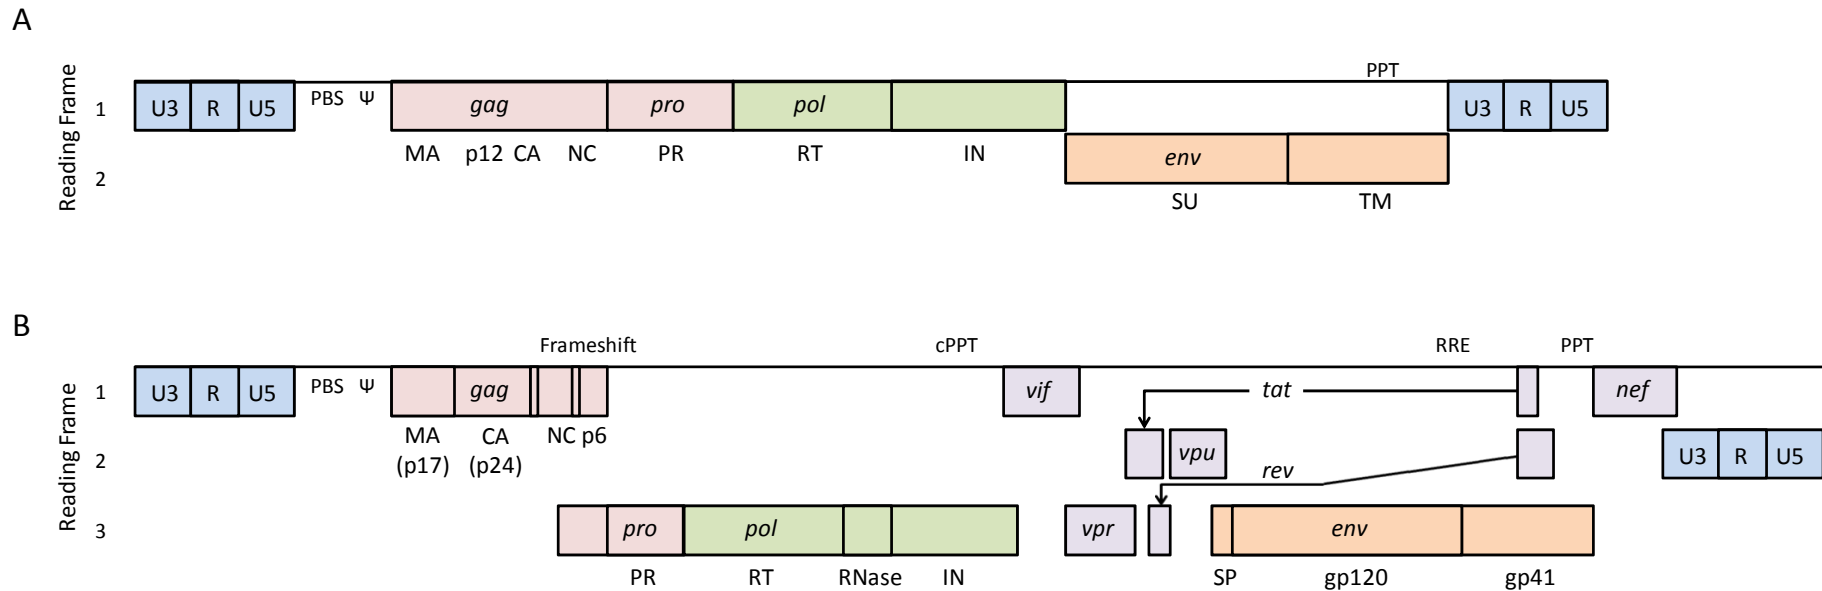 A
Reading Frame
PPT
1 U3 R U5 PBS Ψ gag pro pol U3 R U5
MA p12 CA NC PR RT IN env
2
SU TM
B
Reading Frame
Frameshift cPPT RRE PPT
1 U3 R U5 PBS Ψ gag vif tat nef
MA CA NC p6
2 (p17) (p24) vpu rev U3 R U5
3 pro pol vpr env
PR RT RNase IN SP gp120 gp41